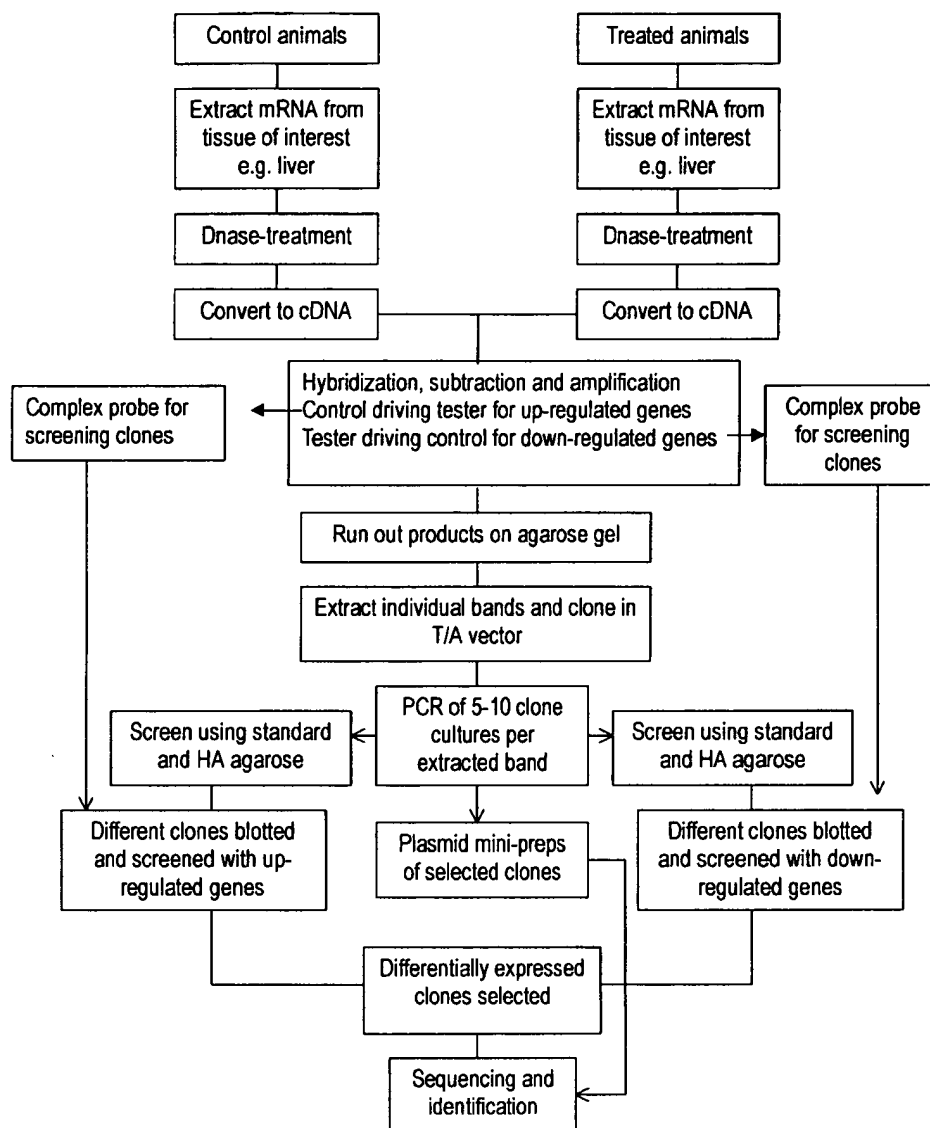 Control animals
Treated animals
Extract mRNA from
tissue of interest
e.g. liver
Extract mRNA from
tissue of interest
e.g. liver
Dnase-treatment
Dnase-treatment
Convert to cDNA
Convert to cDNA
Hybridization, subtraction and amplification
Control driving tester for up-regulated genes
Tester driving control for down-regulated genes
Complex probe for
screening clones
Complex probe
for screening
clones
Run out products on agarose gel
Extract individual bands and clone in
T/A vector
PCR of 5-10 clone
cultures per
extracted band
Screen using standard
and HA agarose
Screen using standard
and HA agarose
Different clones blotted
and screened with up-
regulated genes
Plasmid mini-preps
of selected clones
Different clones blotted
and screened with down-
regulated genes
Differentially expressed
clones selected
Sequencing and
identification